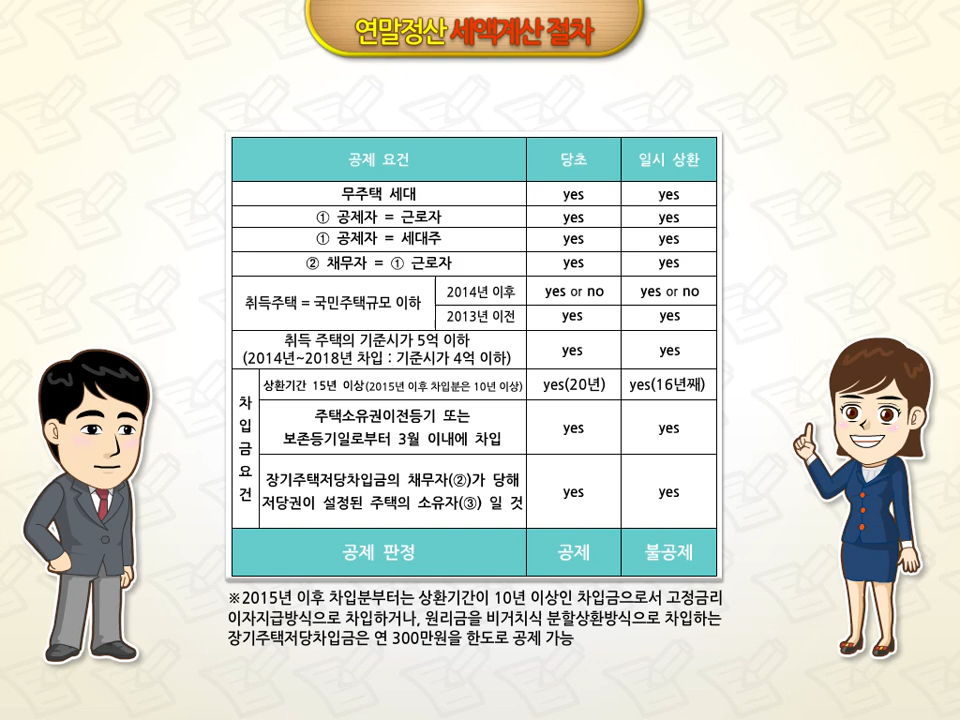 연말정산 세액계산 절차
공제 요건 당초 일시 상환
무주택 세대 yes yes
① 공제자 = 근로자 yes yes
① 공제자 = 세대주 yes yes
② 채무자 = ① 근로자 yes yes
취득주택 = 국민주택규모 이하 2014년 이후 yes or no yes or no
2013년 이전 yes yes
취득 주택의 기준시가 5억 이하
(2014년~2018년 차입 : 기준시가 4억 이하) yes yes
차입금요건 상환기간 15년 이상(2015년 이후 차입분은 10년 이상) yes(20년) yes(16년째)
주택소유권이전등기 또는
보존등기일로부터 3월 이내에 차입 yes yes
장기주택저당차입금의 채무자(②)가 당해
저당권이 설정된 주택의 소유자(③) 일 것 yes yes
공제 판정 공제 불공제
※2015년 이후 차입분부터는 상환기간이 10년 이상인 차입금으로서 고정금리
이자지급방식으로 차입하거나, 원리금을 비거치식 분할상환방식으로 차입하는
장기주택저당차입금은 연 300만원을 한도로 공제 가능